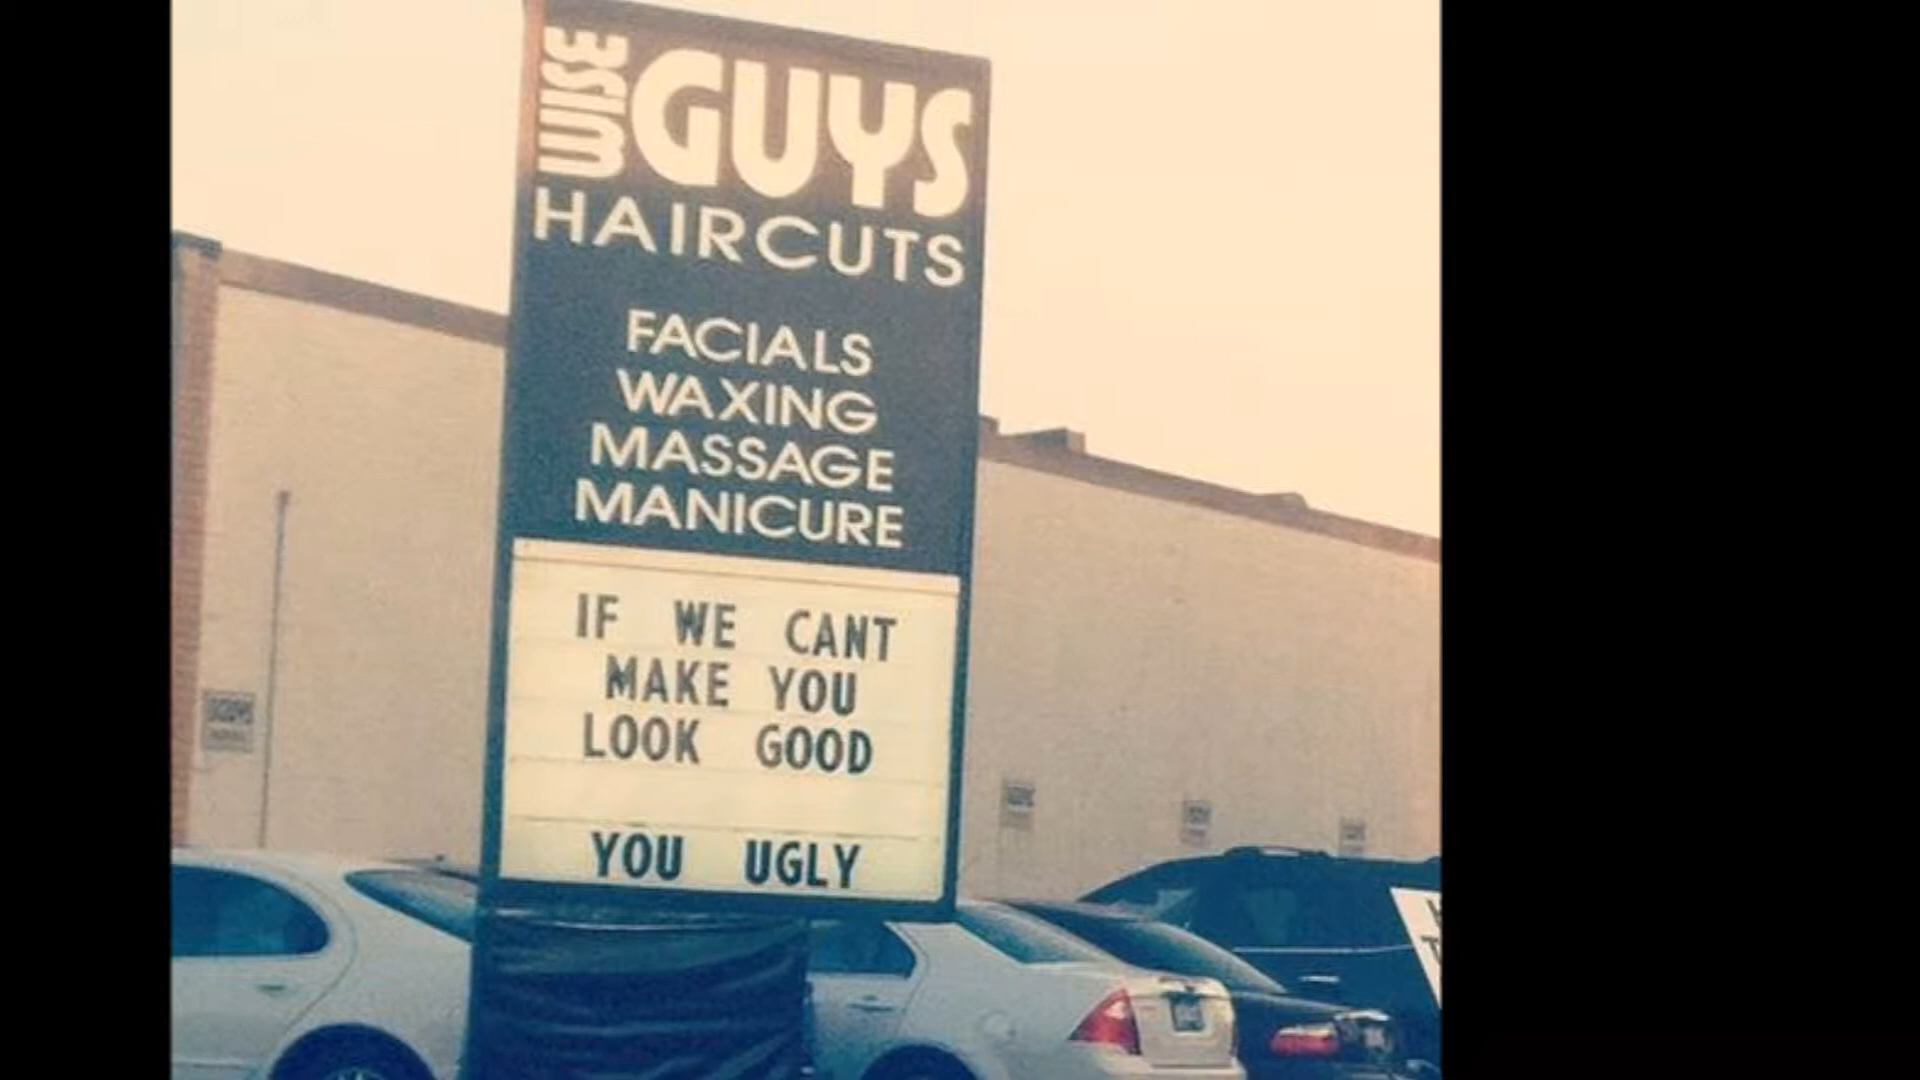 WISE GUYS
HAIRCUTS
FACIALS
WAXING
MASSAGE
MANICURE
IF WE CANT
MAKE YOU
LOOK GOOD
YOU UGLY